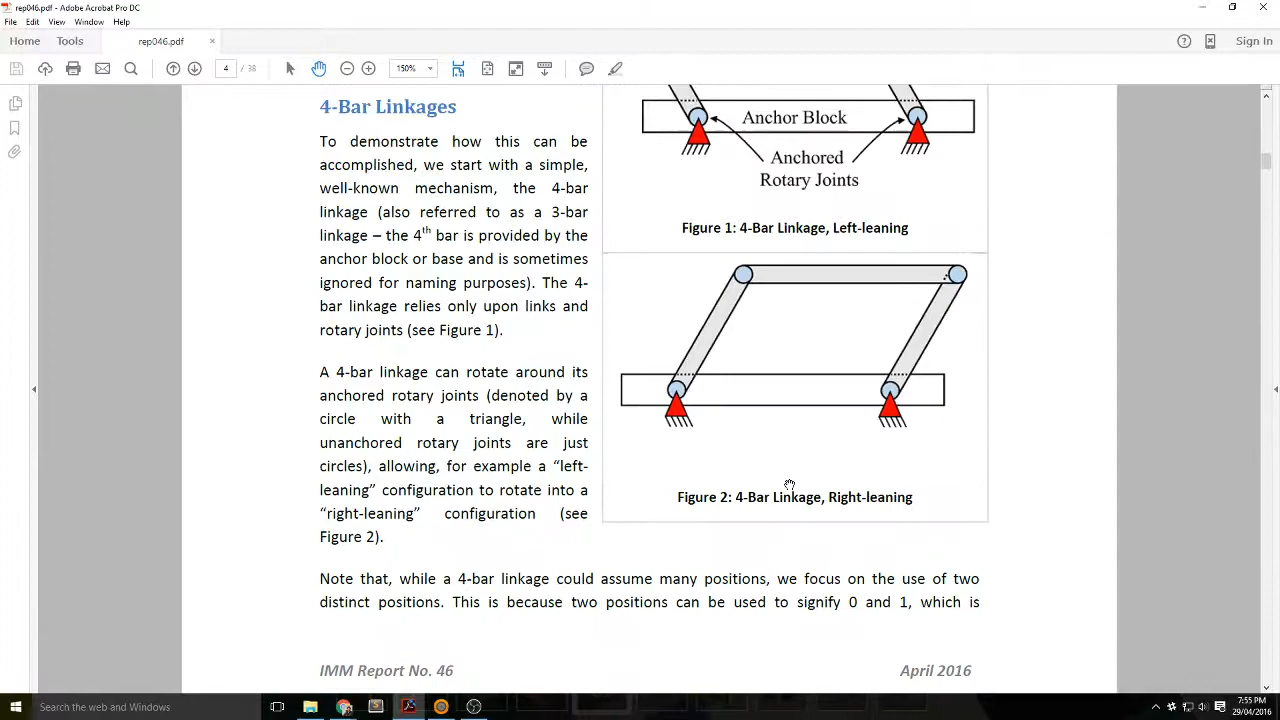 rep046.pdf - Adobe Acrobat Pro DC
File Edit View Window Help
Home Tools rep046.pdf × Sign In
4 / 38 150%
4-Bar Linkages
To demonstrate how this can be
accomplished, we start with a simple,
well-known mechanism, the 4-bar
linkage (also referred to as a 3-bar
linkage – the 4th bar is provided by the
anchor block or base and is sometimes
ignored for naming purposes). The 4-
bar linkage relies only upon links and
rotary joints (see Figure 1).
A 4-bar linkage can rotate around its
anchored rotary joints (denoted by a
circle with a triangle, while
unanchored rotary joints are just
circles), allowing, for example a “left-
leaning” configuration to rotate into a
“right-leaning” configuration (see
Figure 2).
Anchor Block
Anchored
Rotary Joints
Figure 1: 4-Bar Linkage, Left-leaning
Figure 2: 4-Bar Linkage, Right-leaning
Note that, while a 4-bar linkage could assume many positions, we focus on the use of two
distinct positions. This is because two positions can be used to signify 0 and 1, which is
IMM Report No. 46 April 2016
Search the web and Windows
7:55 PM
29/04/2016